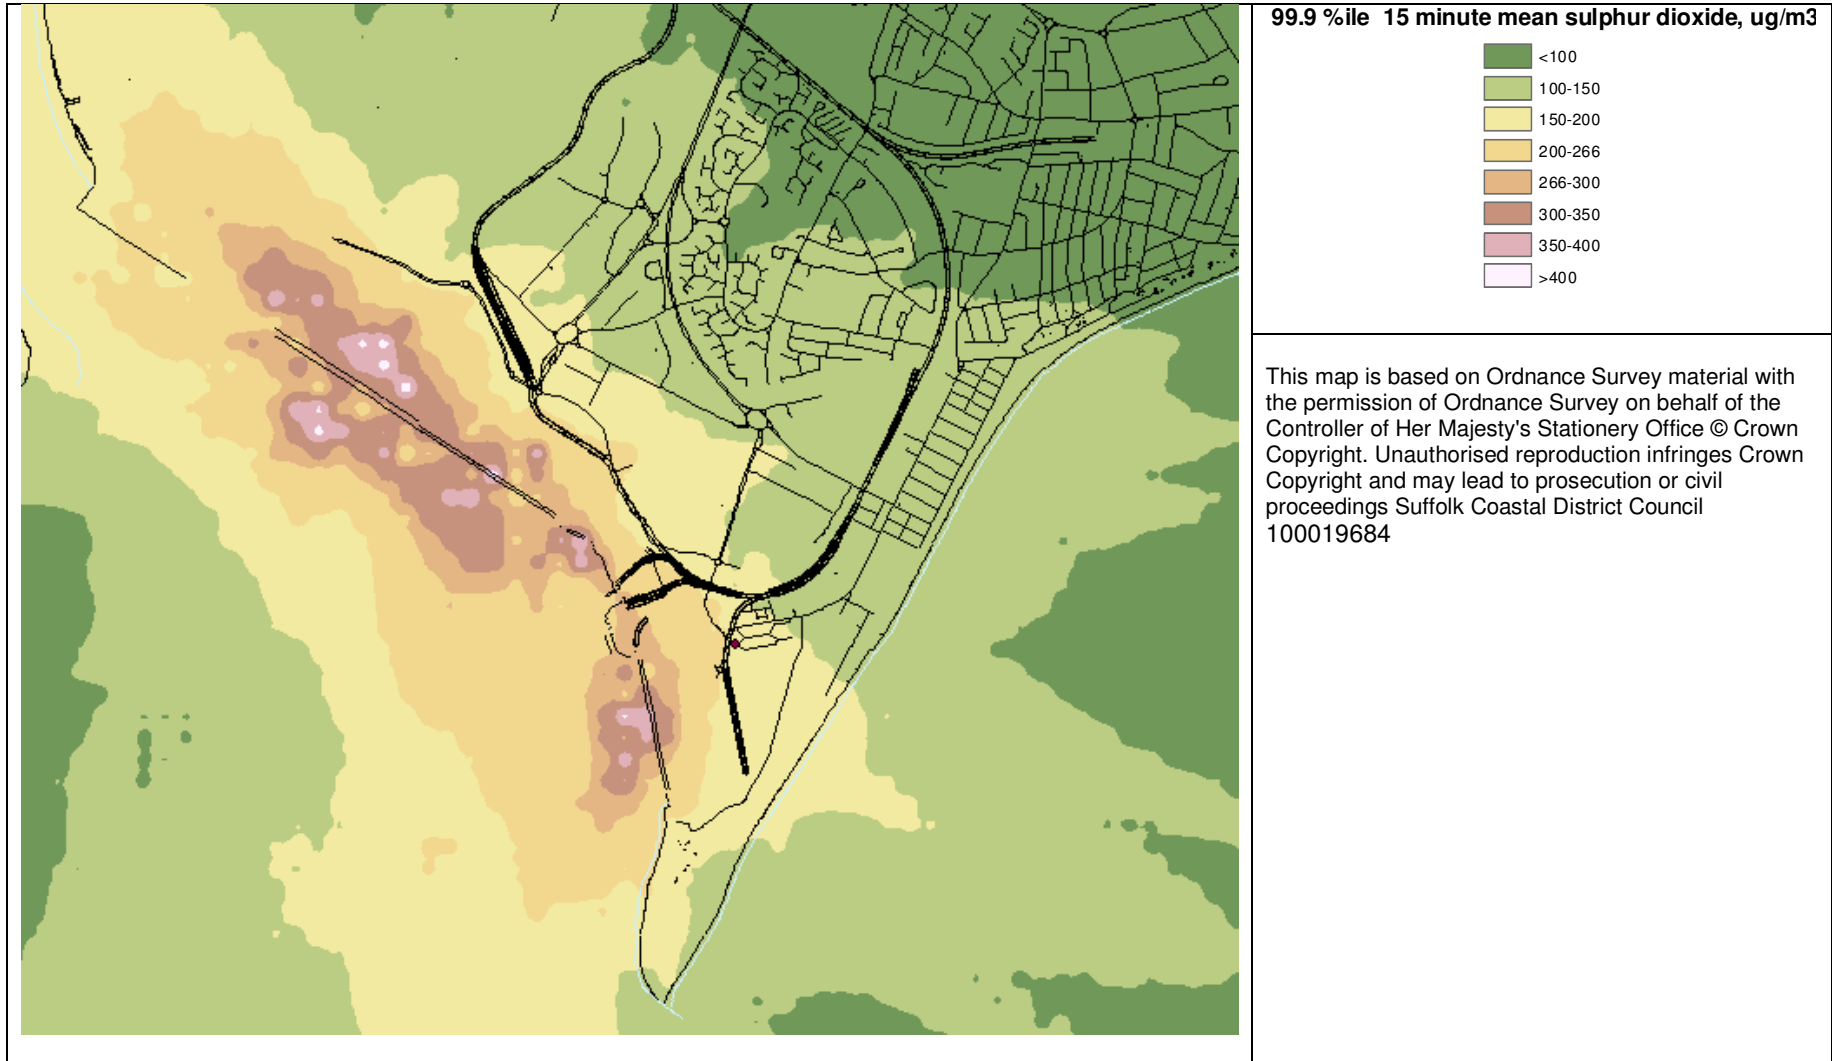 99.9 %ile 15 minute mean sulphur dioxide, ug/m3
<100
100-150
150-200
200-266
266-300
300-350
350-400
>400
This map is based on Ordnance Survey material with
the permission of Ordnance Survey on behalf of the
Controller of Her Majesty's Stationery Office © Crown
Copyright. Unauthorised reproduction infringes Crown
Copyright and may lead to prosecution or civil
proceedings Suffolk Coastal District Council
100019684